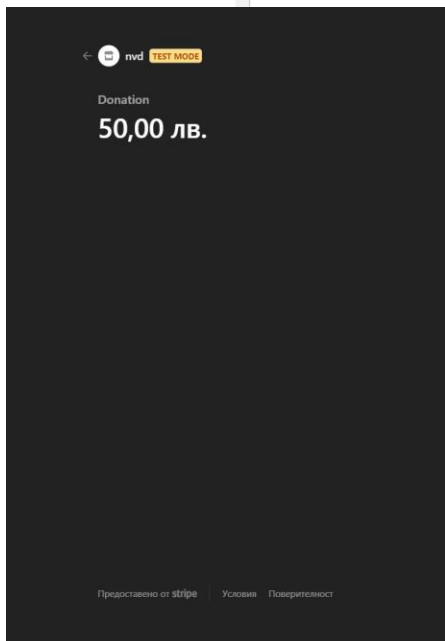 nvd TEST MODE
Donation
50,00 лв.
Предоставено от stripe Условия Поверителност